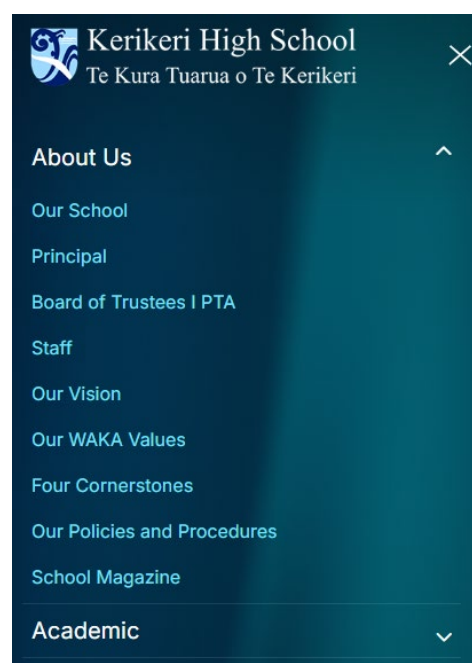 Kerikeri High School
Te Kura Tuarua o Te Kerikeri
About Us
Our School
Principal
Board of Trustees I PTA
Staff
Our Vision
Our WAKA Values
Four Cornerstones
Our Policies and Procedures
School Magazine
Academic